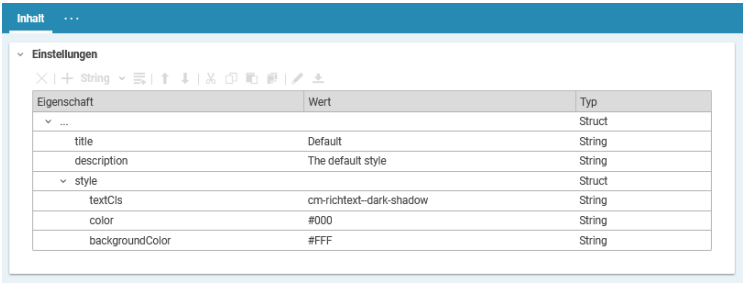 Inhalt ...
Einstellungen
String
Eigenschaft Wert Typ
... Struct
title Default String
description The default style String
style Struct
textCls cm-richtext--dark-shadow String
color #000 String
backgroundColor #FFF String